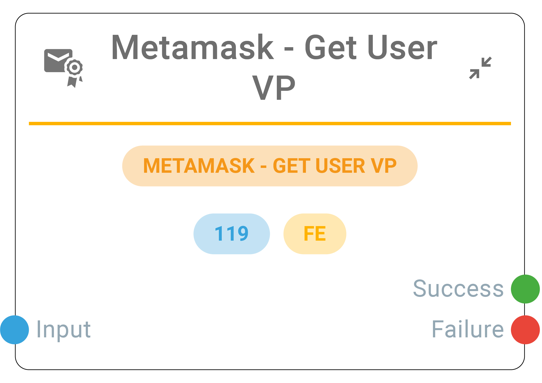 Metamask - Get User
VP
METAMASK - GET USER VP
119 FE
Success
Input Failure